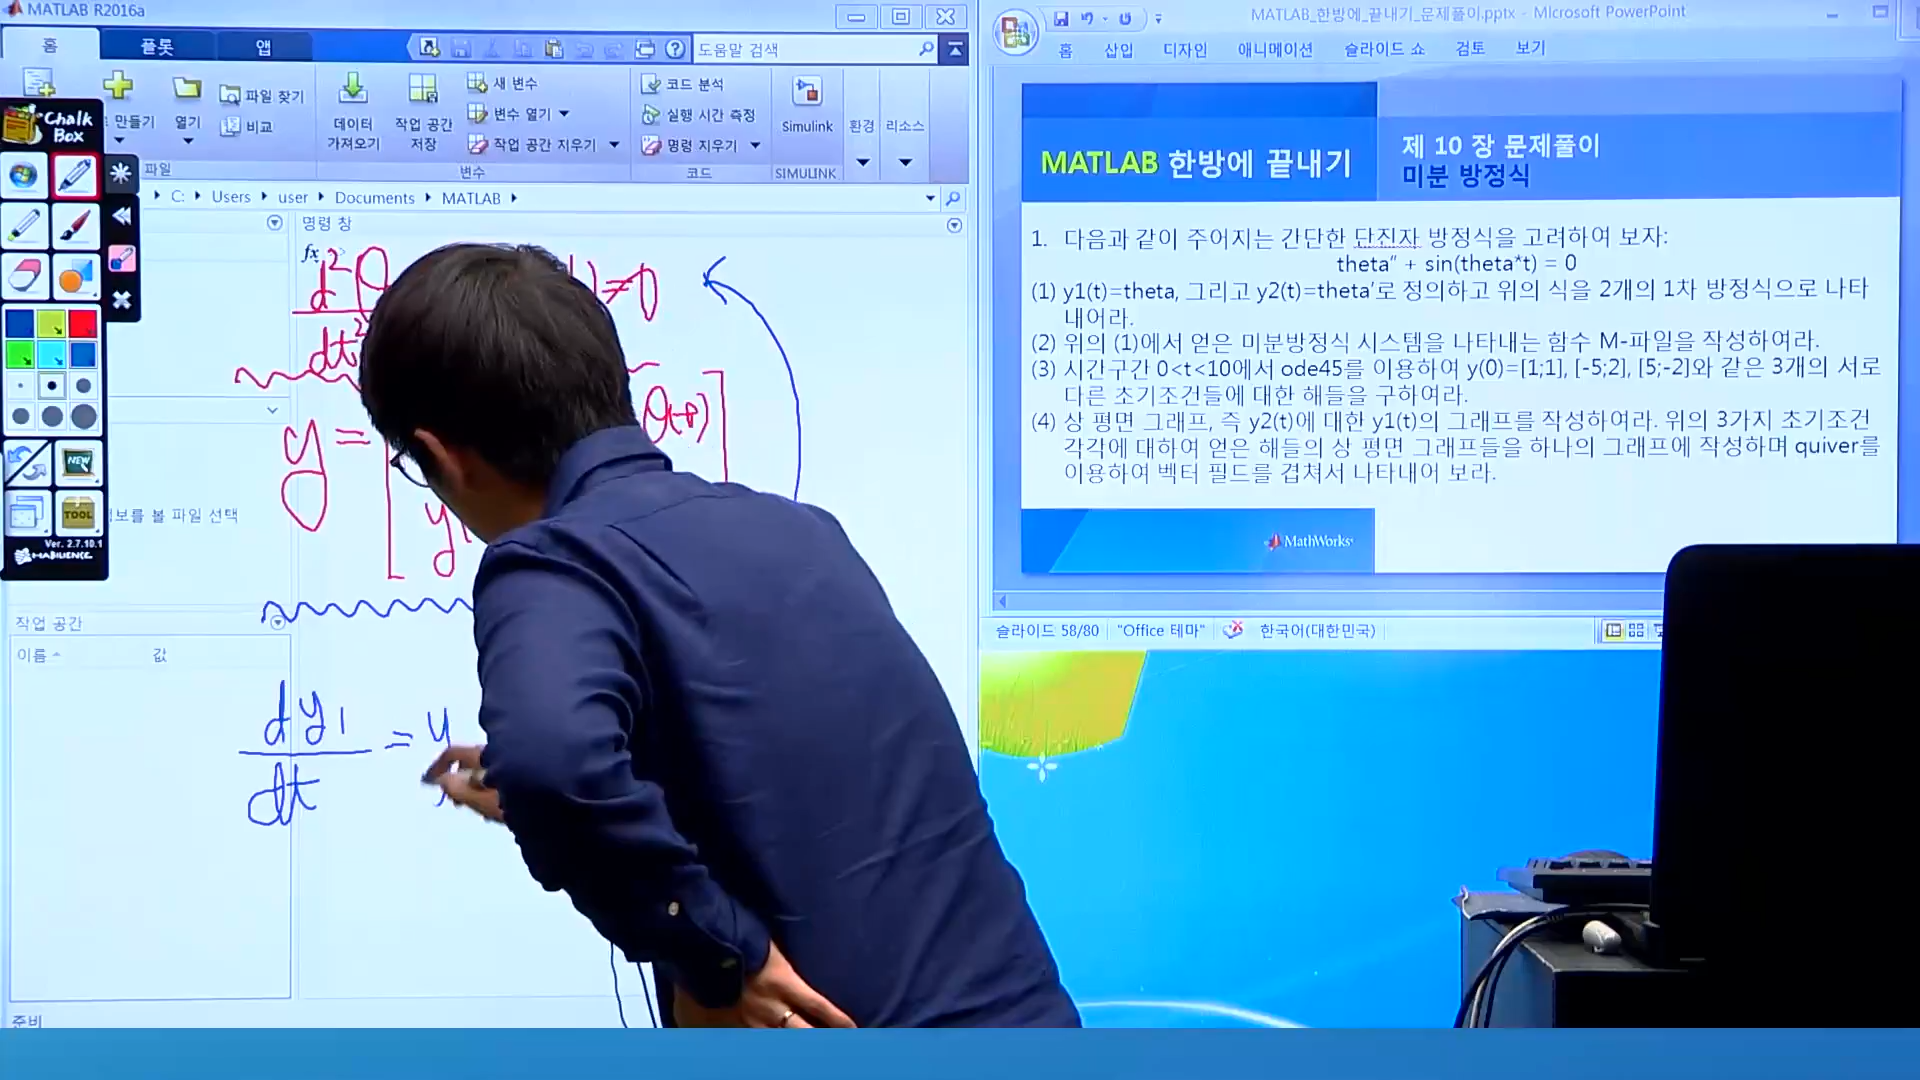 MATLAB R2016a
홈
플롯
앱
도움말 검색
만들기
열기
파일 찾기
비교
데이터
가져오기
작업 공간
저장
새 변수
변수 열기
작업 공간 지우기
코드 분석
실행 시간 측정
명령 지우기
Simulink
환경
리소스
파일
변수
코드
SIMULINK
C: Users user Documents MATLAB
명령 창
fx
Chalk
Box
NEW
TOOL
Ver. 2.7.10.1
MABILIENCE
보를 볼 파일 선택
작업 공간
이름
값
준비
d²θ
dt²
=0
y =
θ(t)
dy1
dt
= y
MATLAB_한방에_끝내기_문제풀이.pptx - Microsoft PowerPoint
홈 삽입 디자인 애니메이션 슬라이드 쇼 검토 보기
MATLAB 한방에 끝내기
제 10 장 문제풀이
미분 방정식
1. 다음과 같이 주어지는 간단한 단진자 방정식을 고려하여 보자:
theta" + sin(theta*t) = 0
(1) y1(t)=theta, 그리고 y2(t)=theta'로 정의하고 위의 식을 2개의 1차 방정식으로 나타
내어라.
(2) 위의 (1)에서 얻은 미분방정식 시스템을 나타내는 함수 M-파일을 작성하여라.
(3) 시간구간 0<t<10에서 ode45를 이용하여 y(0)=[1;1], [-5;2], [5;-2]와 같은 3개의 서로
다른 초기조건들에 대한 해들을 구하여라.
(4) 상 평면 그래프, 즉 y2(t)에 대한 y1(t)의 그래프를 작성하여라. 위의 3가지 초기조건
각각에 대하여 얻은 해들의 상 평면 그래프들을 하나의 그래프에 작성하며 quiver를
이용하여 벡터 필드를 겹쳐서 나타내어 보라.
MathWorks
슬라이드 58/80 "Office 테마" 한국어(대한민국)